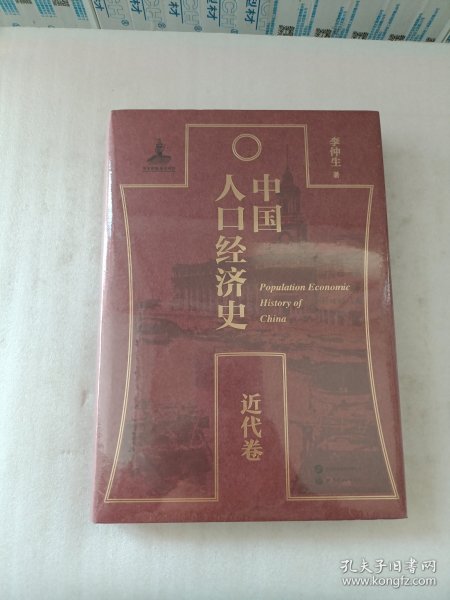 李仲生 著
中国
人口经济史
Population Economic
History of
China
近代卷
孔夫子旧书网
www.kongfz.com